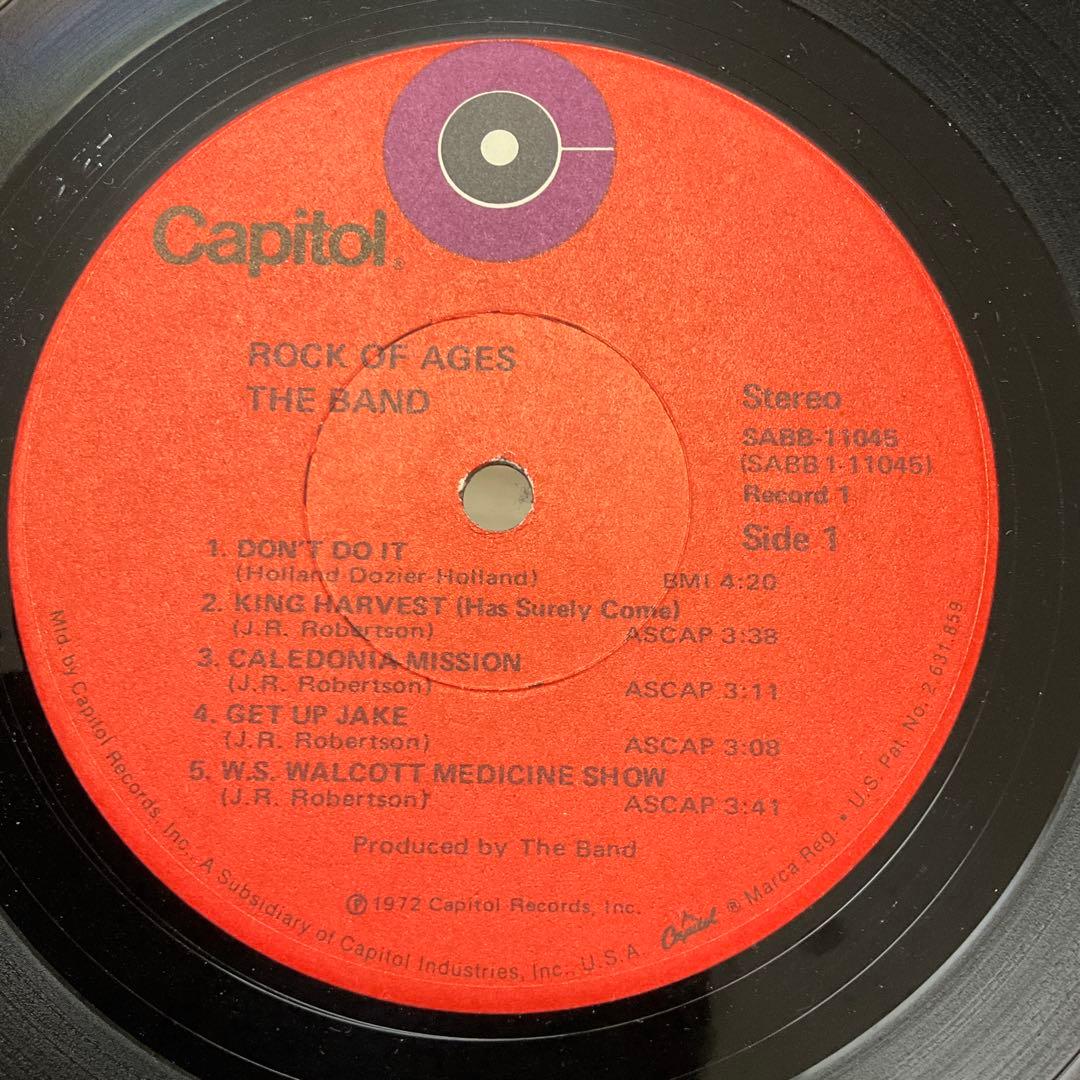 Capitol®
ROCK OF AGES
THE BAND
Stereo
SABB-11045
(SABB 1-11045)
Record 1
Side 1
1. DON'T DO IT
(Holland-Dozier-Holland) BMI 4:20
2. KING HARVEST (Has Surely Come)
(J.R. Robertson) ASCAP 3:38
3. CALEDONIA MISSION
(J.R. Robertson) ASCAP 3:11
4. GET UP JAKE
(J.R. Robertson) ASCAP 3:08
5. W.S. WALCOTT MEDICINE SHOW
(J.R. Robertson) ASCAP 3:41
Produced by The Band
Ⓟ1972 Capitol Records, Inc.
Mfd. by Capitol Records, Inc., A Subsidiary of Capitol Industries, Inc., U.S.A. Capitol ® Marca Reg. • U.S. Pat. No. 2,631,859